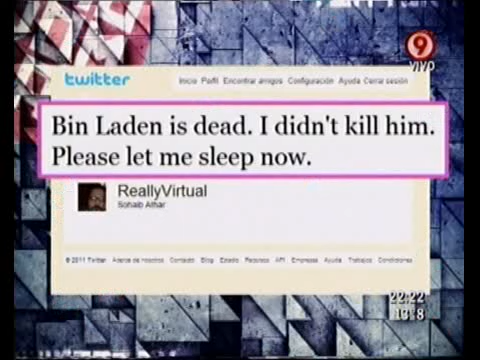 9
VIVO
twitter
Inicio Perfil Encontrar amigos Configuración Ayuda Cerrar sesión
Bin Laden is dead. I didn't kill him.
Please let me sleep now.
ReallyVirtual
Sohaib Athar
© 2011 Twitter Acerca de nosotros Contacto Blog Estado Recursos API Empresas Ayuda Trabajos Condiciones
22:22
13.8